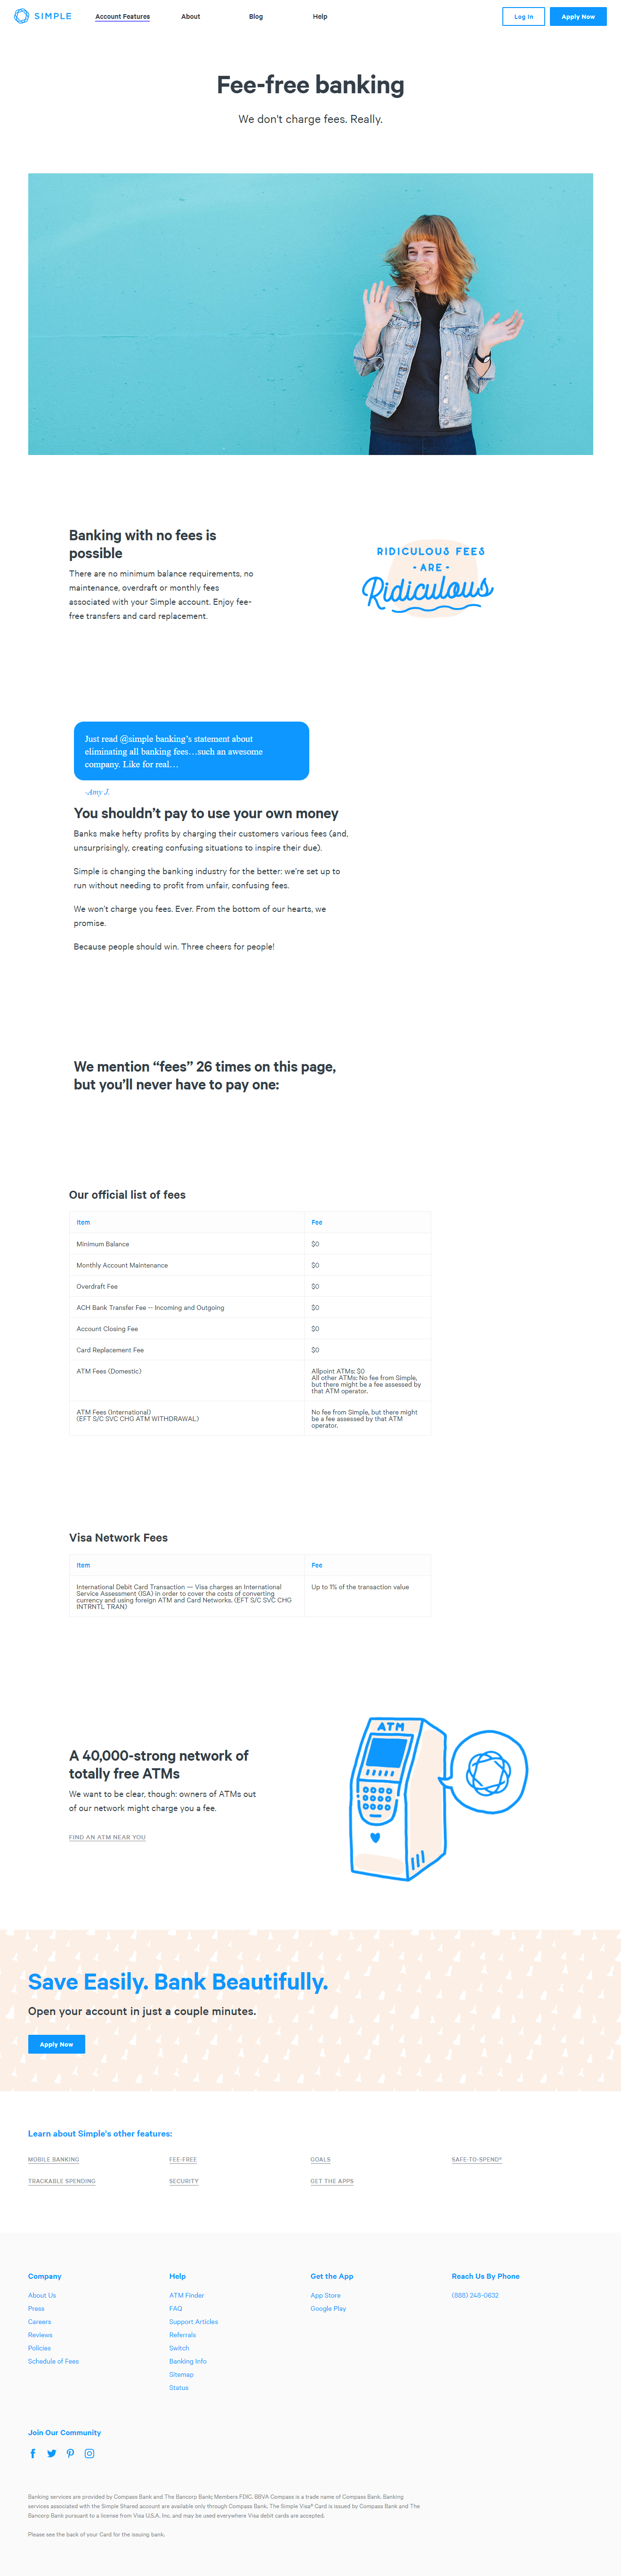 SIMPLE
Account Features
About
Blog
Help
Log In
Apply Now
Fee-free banking
We don't charge fees. Really.
Banking with no fees is
possible
There are no minimum balance requirements, no
maintenance, overdraft or monthly fees
associated with your Simple account. Enjoy fee-
free transfers and card replacement.
RIDICULOUS FEES
- ARE -
Ridiculous
Just read @simple banking's statement about
eliminating all banking fees…such an awesome
company. Like for real…
-Amy J.
You shouldn't pay to use your own money
Banks make hefty profits by charging their customers various fees (and,
unsurprisingly, creating confusing situations to inspire their due).
Simple is changing the banking industry for the better: we're set up to
run without needing to profit from unfair, confusing fees.
We won't charge you fees. Ever. From the bottom of our hearts, we
promise.
Because people should win. Three cheers for people!
We mention “fees” 26 times on this page,
but you'll never have to pay one:
Our official list of fees
Item
Fee
Minimum Balance
$0
Monthly Account Maintenance
$0
Overdraft Fee
$0
ACH Bank Transfer Fee -- Incoming and Outgoing
$0
Account Closing Fee
$0
Card Replacement Fee
$0
ATM Fees (Domestic)
Allpoint ATMs: $0
All other ATMs: No fee from Simple,
but there might be a fee assessed by
that ATM operator.
ATM Fees (International)
(EFT S/C SVC CHG ATM WITHDRAWAL)
No fee from Simple, but there might
be a fee assessed by that ATM
operator.
Visa Network Fees
Item
Fee
International Debit Card Transaction — Visa charges an International
Service Assessment (ISA) in order to cover the costs of converting
currency and using foreign ATM and Card Networks. (EFT S/C SVC CHG
INTRNTL TRAN)
Up to 1% of the transaction value
A 40,000-strong network of
totally free ATMs
We want to be clear, though: owners of ATMs out
of our network might charge you a fee.
FIND AN ATM NEAR YOU
ATM
Save Easily. Bank Beautifully.
Open your account in just a couple minutes.
Apply Now
Learn about Simple's other features:
MOBILE BANKING
FEE-FREE
GOALS
SAFE-TO-SPEND®
TRACKABLE SPENDING
SECURITY
GET THE APPS
Company
About Us
Press
Careers
Reviews
Policies
Schedule of Fees
Help
ATM Finder
FAQ
Support Articles
Referrals
Switch
Banking Info
Sitemap
Status
Get the App
App Store
Google Play
Reach Us By Phone
(888) 248-0632
Join Our Community
Banking services are provided by Compass Bank and The Bancorp Bank; Members FDIC. BBVA Compass is a trade name of Compass Bank. Banking
services associated with the Simple Shared account are available only through Compass Bank. The Simple Visa® Card is issued by Compass Bank and The
Bancorp Bank pursuant to a license from Visa U.S.A. Inc. and may be used everywhere Visa debit cards are accepted.
Please see the back of your Card for the issuing bank.